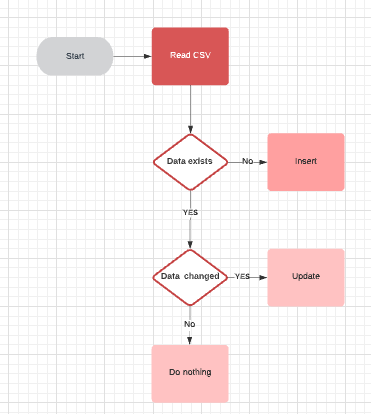 Start
Read CSV
Data exists
No
Insert
YES
Data changed
YES
Update
No
Do nothing